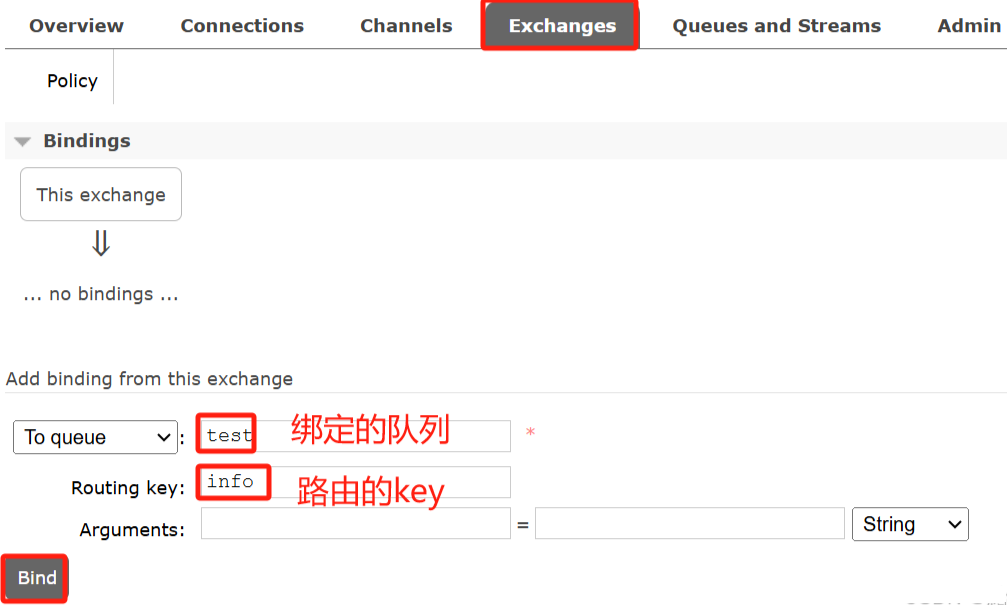 Overview Connections Channels Exchanges Queues and Streams Admin
Policy
Bindings
This exchange
⇓
... no bindings ...
Add binding from this exchange
To queue : test 绑定的队列 *
Routing key: info 路由的key
Arguments: = String
Bind